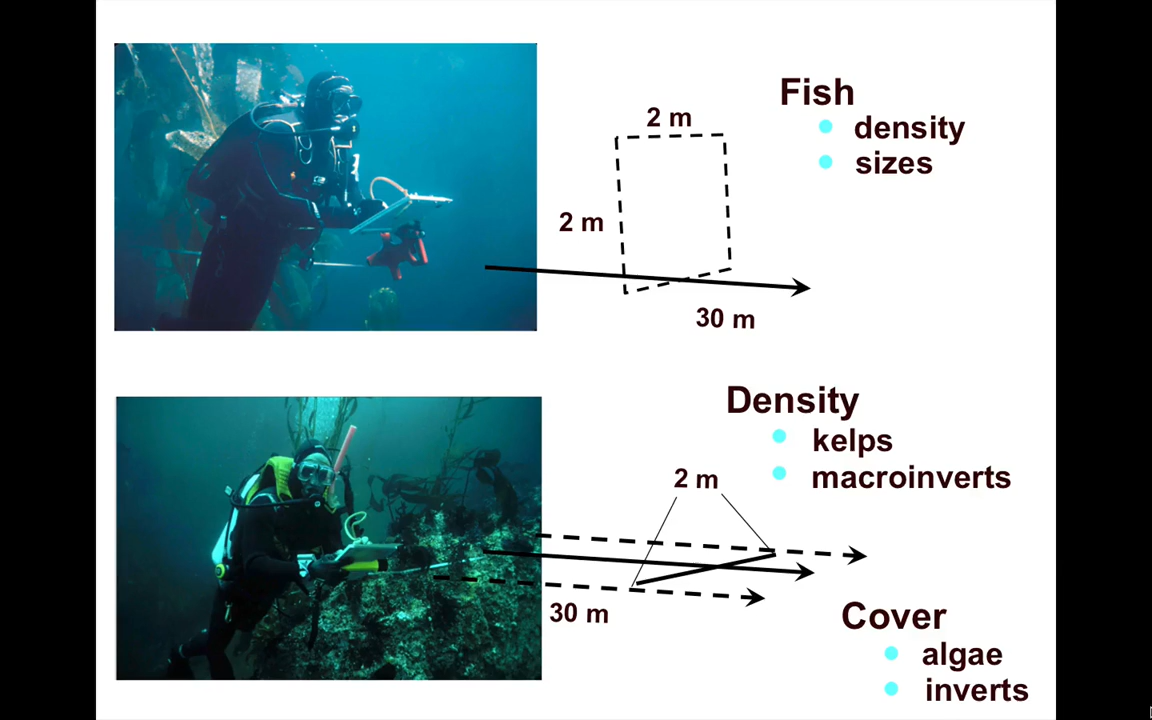 Fish
density
sizes
2 m
2 m
30 m
Density
kelps
macroinverts
2 m
30 m
Cover
algae
inverts